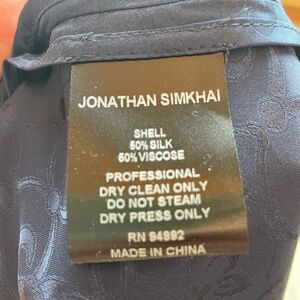 JONATHAN SIMKHAI
SHELL
50% SILK
50% VISCOSE
PROFESSIONAL
DRY CLEAN ONLY
DO NOT STEAM
DRY PRESS ONLY
RN 94992
MADE IN CHINA